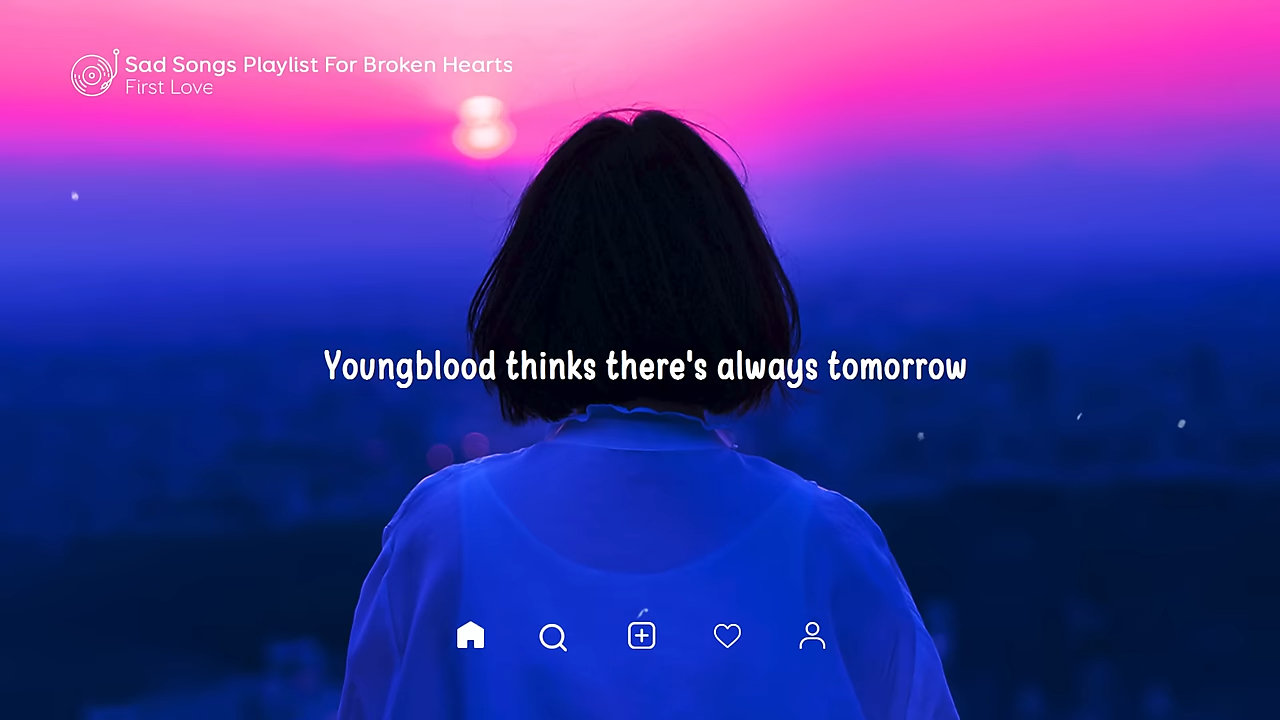 Sad Songs Playlist For Broken Hearts
First Love
Youngblood thinks there's always tomorrow